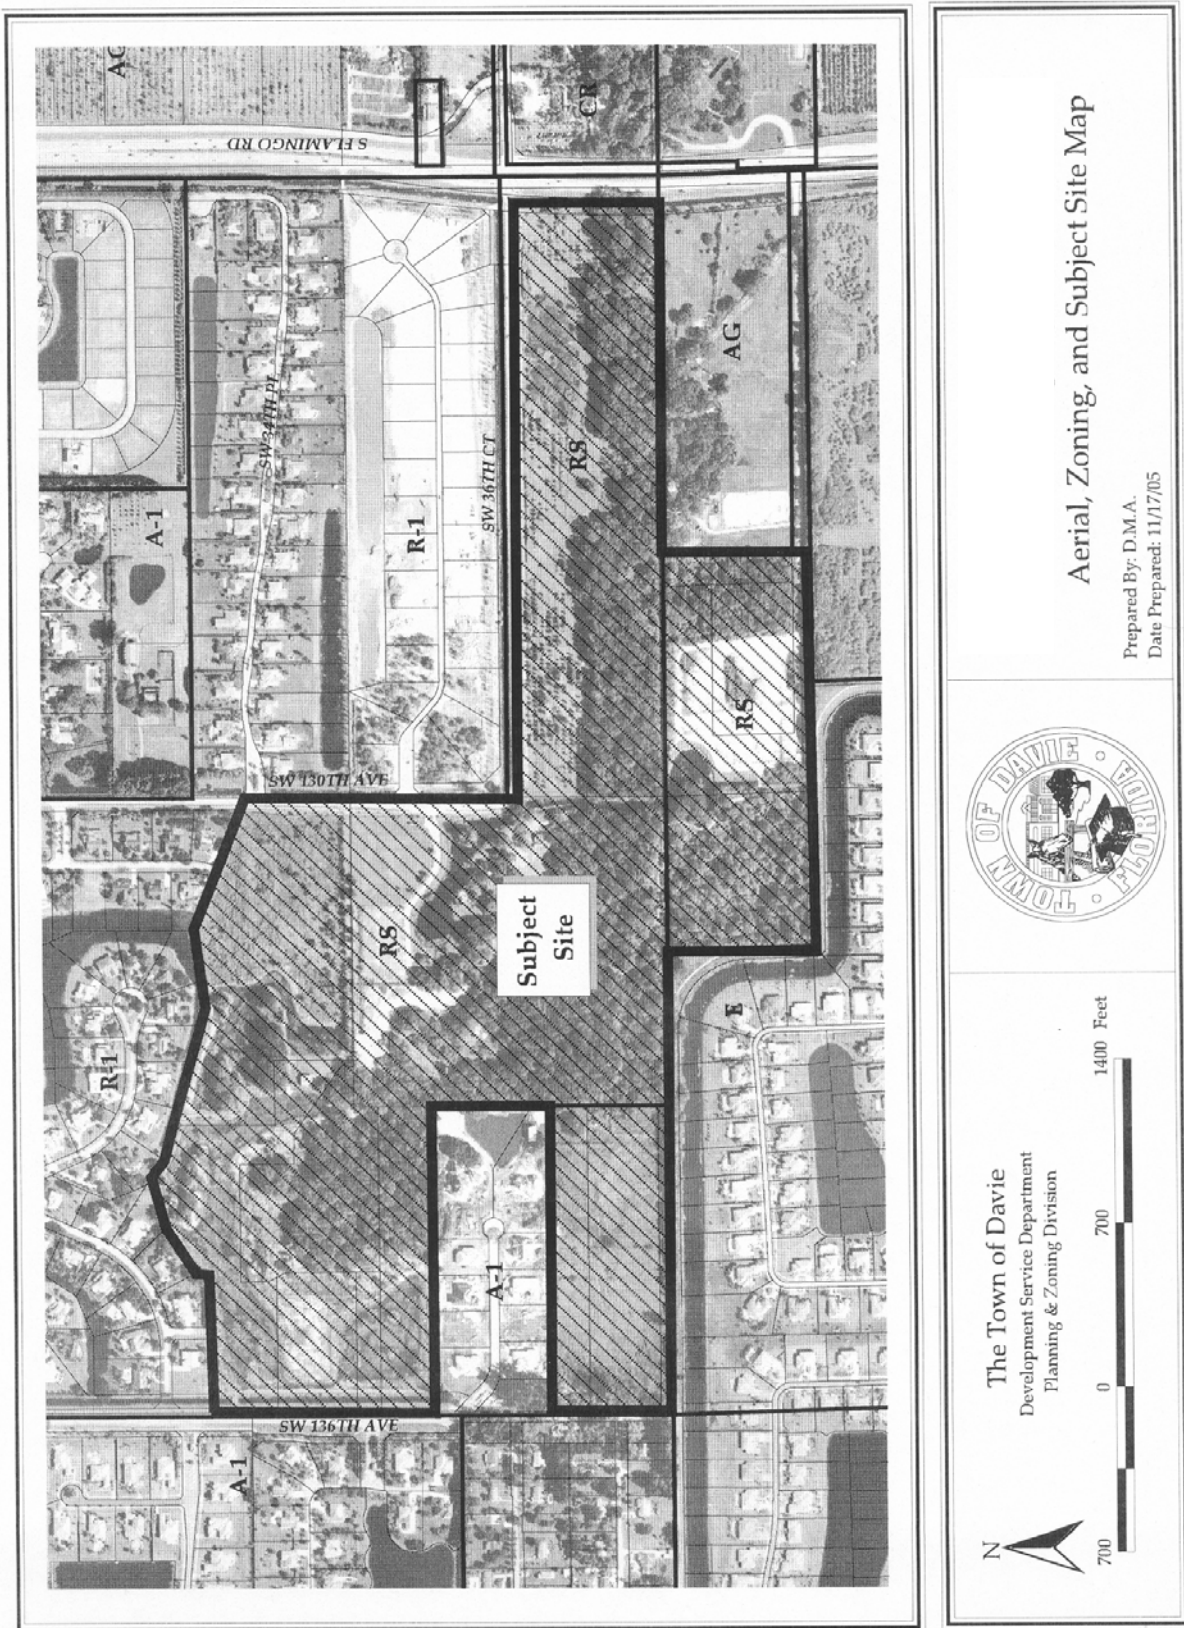 AG
S FLAMINGO RD
CR
A-1
SW 34TH PL
R-1
SW 36TH CT
RS
AG
SW 130TH AVE
RS
RS
Subject
Site
R-1
A-1
E
SW 136TH AVE
A-1
N
700
0
700
1400 Feet
The Town of Davie
Development Service Department
Planning & Zoning Division
TOWN OF DAVIE
FLORIDA
Aerial, Zoning, and Subject Site Map
Prepared By: D.M.A.
Date Prepared: 11/17/05